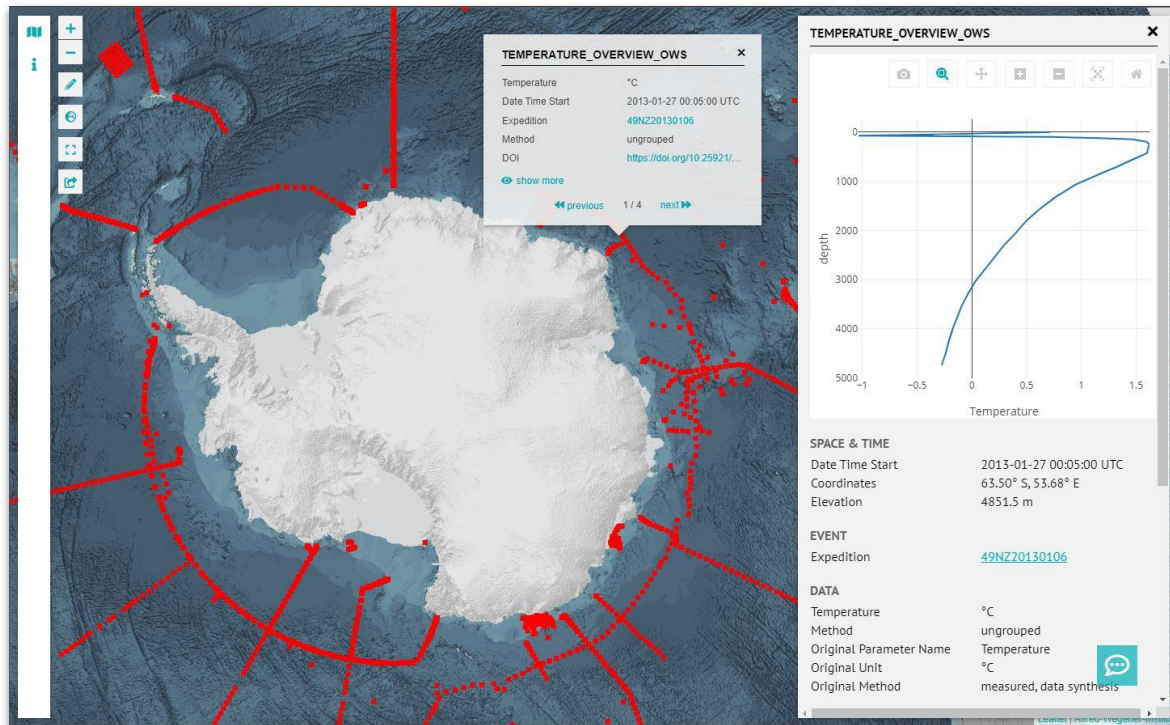 TEMPERATURE_OVERVIEW_OWS
Temperature °C
Date Time Start 2013-01-27 00:05:00 UTC
Expedition 49NZ20130106
Method ungrouped
DOI https://doi.org/10.25921/...
show more
previous 1 / 4 next
TEMPERATURE_OVERVIEW_OWS
0
1000
2000
3000
4000
5000
depth
−1 −0.5 0 0.5 1 1.5
Temperature
SPACE & TIME
Date Time Start 2013-01-27 00:05:00 UTC
Coordinates 63.50° S, 53.68° E
Elevation 4851.5 m
EVENT
Expedition 49NZ20130106
DATA
Temperature °C
Method ungrouped
Original Parameter Name Temperature
Original Unit °C
Original Method measured, data synthesis